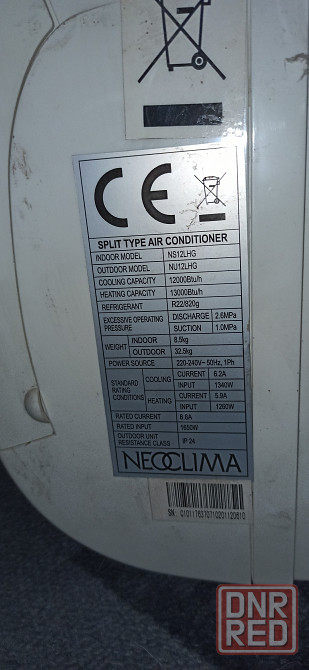 CE
SPLIT TYPE AIR CONDITIONER
INDOOR MODEL NS12LHG
OUTDOOR MODEL NU12LHG
COOLING CAPACITY 12000Btu/h
HEATING CAPACITY 13000Btu/h
REFRIGERANT R22/820g
EXCESSIVE OPERATING PRESSURE DISCHARGE 2.6MPa
SUCTION 1.0MPa
WEIGHT INDOOR 8.5kg
OUTDOOR 32.5kg
POWER SOURCE 220-240V~50Hz, 1Ph
STANDARD RATING CONDITIONS COOLING CURRENT 6.2A
INPUT 1340W
HEATING CURRENT 5.9A
INPUT 1260W
RATED CURRENT 8.8A
RATED INPUT 1650W
OUTDOOR UNIT RESISTANCE CLASS IP 24
NEOCLIMA
SN
DNR
RED